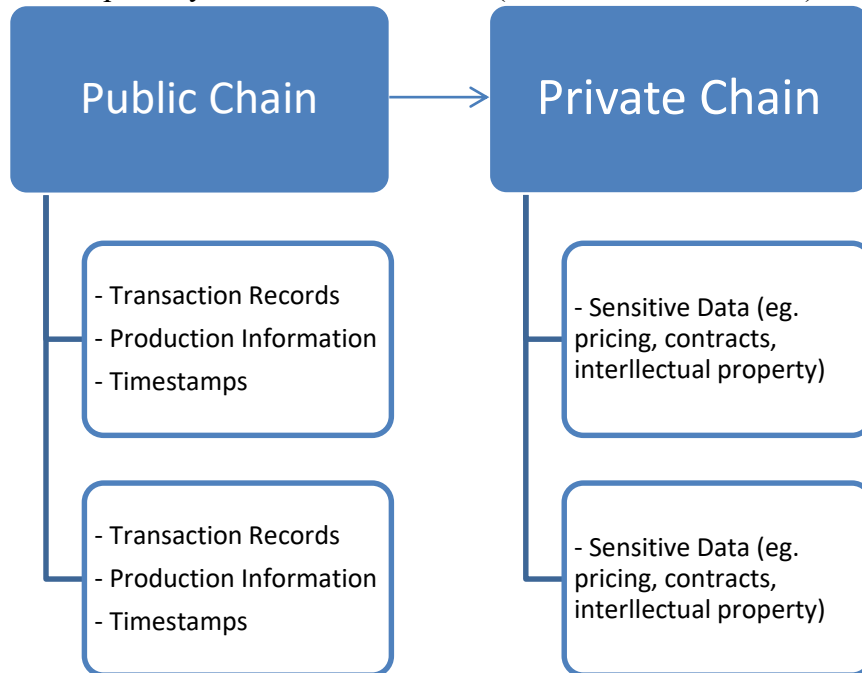 Public Chain
Private Chain
- Transaction Records
- Production Information
- Timestamps
- Sensitive Data (eg.
pricing, contracts,
interllectual property)
- Transaction Records
- Production Information
- Timestamps
- Sensitive Data (eg.
pricing, contracts,
interllectual property)